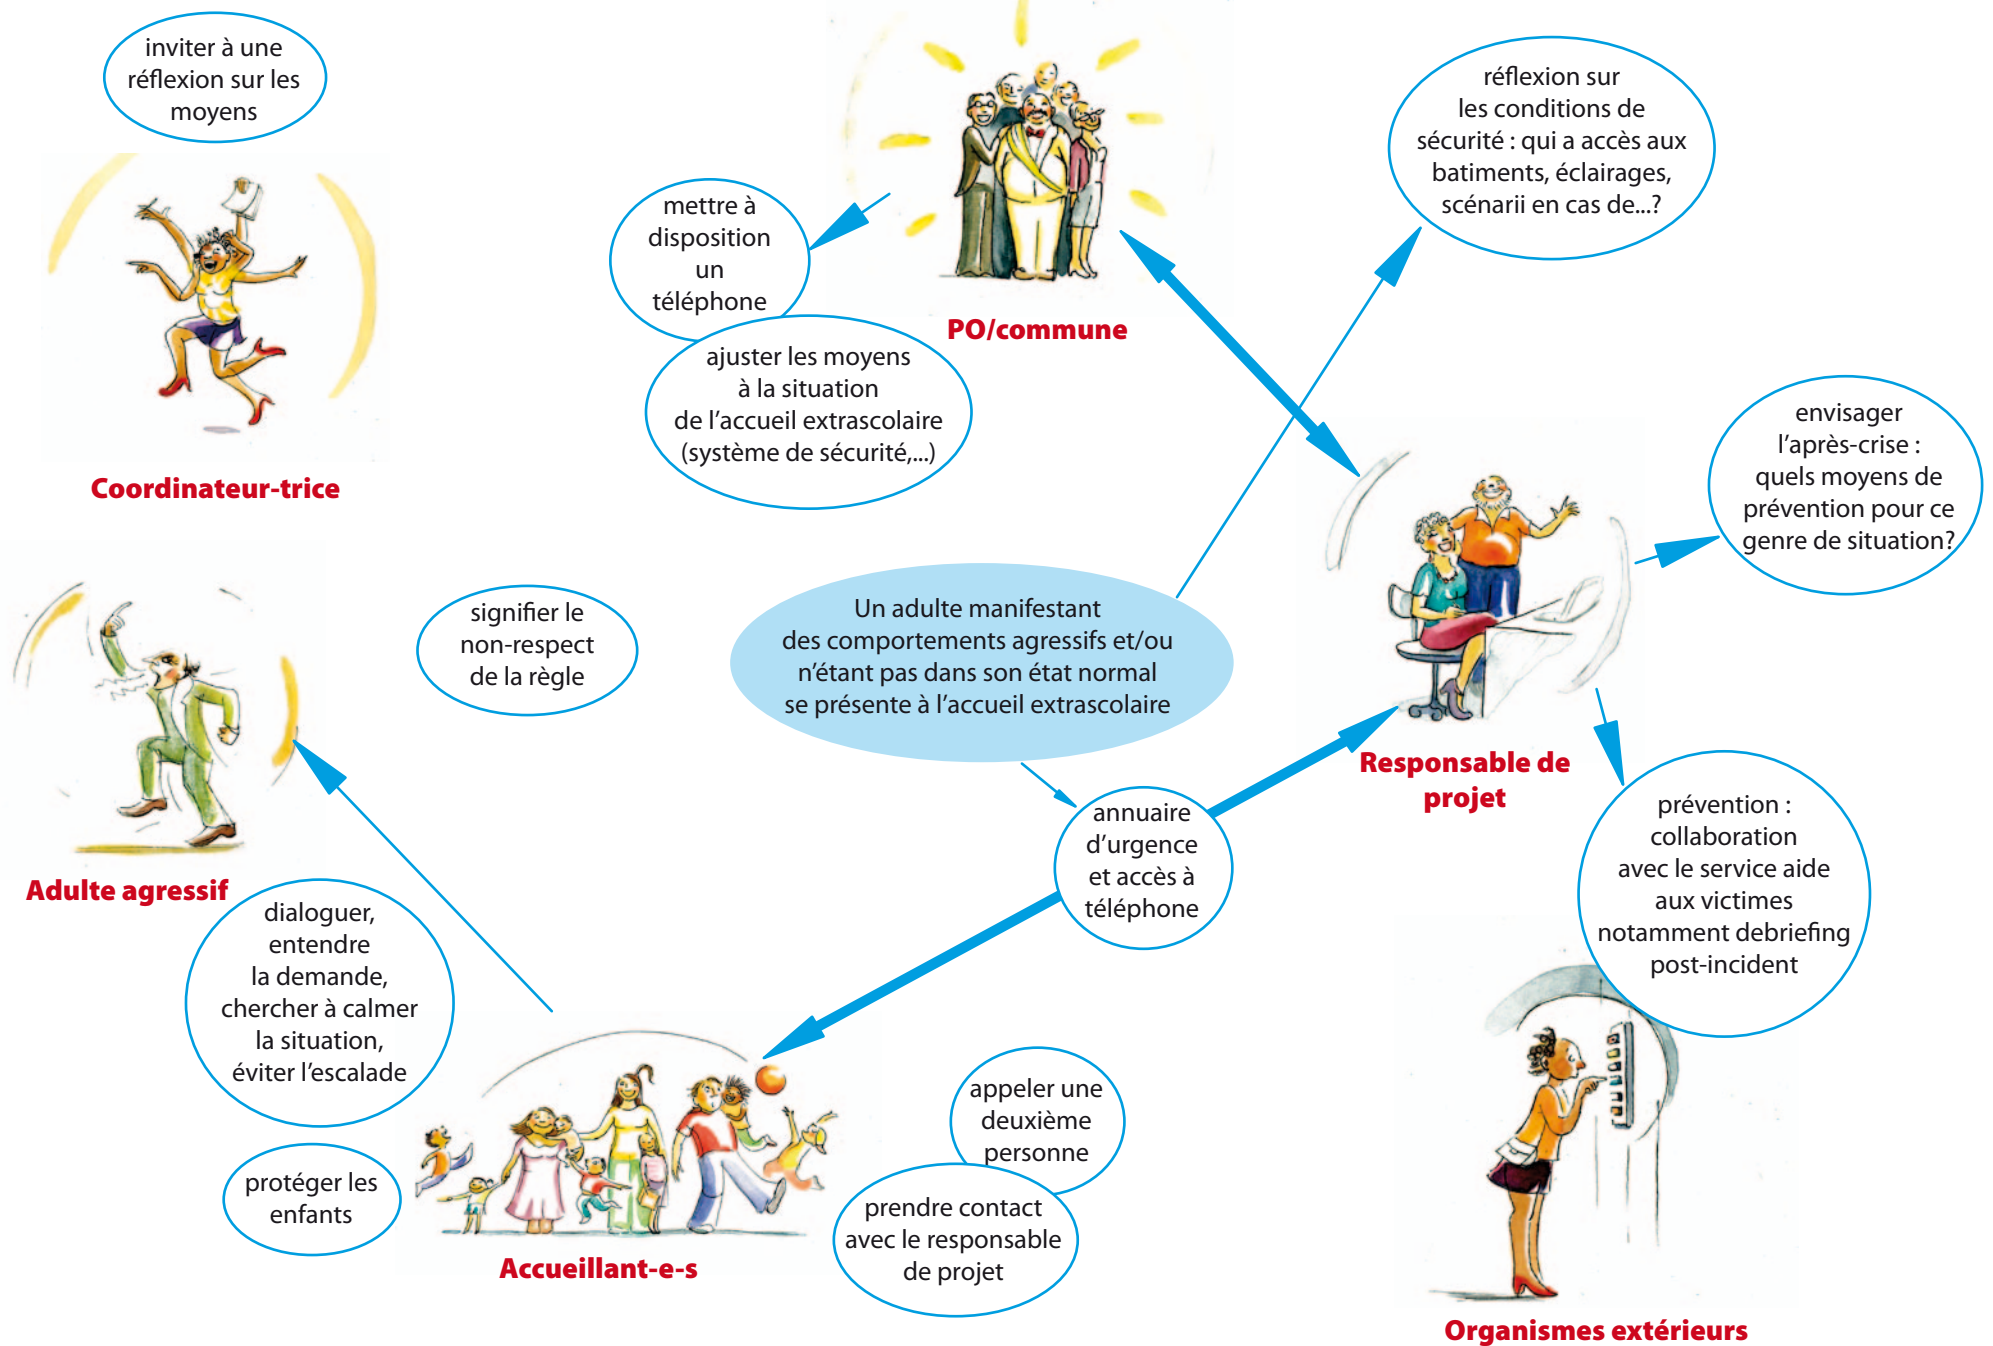 inviter à une
réflexion sur les
moyens
Coordinateur-trice
mettre à
disposition
un
téléphone
ajuster les moyens
à la situation
de l'accueil extrascolaire
(système de sécurité,...)
PO/commune
réflexion sur
les conditions de
sécurité : qui a accès aux
batiments, éclairages,
scénarii en cas de...?
envisager
l'après-crise :
quels moyens de
prévention pour ce
genre de situation?
Responsable de
projet
Un adulte manifestant
des comportements agressifs et/ou
n'étant pas dans son état normal
se présente à l'accueil extrascolaire
signifier le
non-respect
de la règle
Adulte agressif
annuaire
d'urgence
et accès à
téléphone
prévention :
collaboration
avec le service aide
aux victimes
notamment debriefing
post-incident
dialoguer,
entendre
la demande,
chercher à calmer
la situation,
éviter l'escalade
protéger les
enfants
Accueillant-e-s
appeler une
deuxième
personne
prendre contact
avec le responsable
de projet
Organismes extérieurs